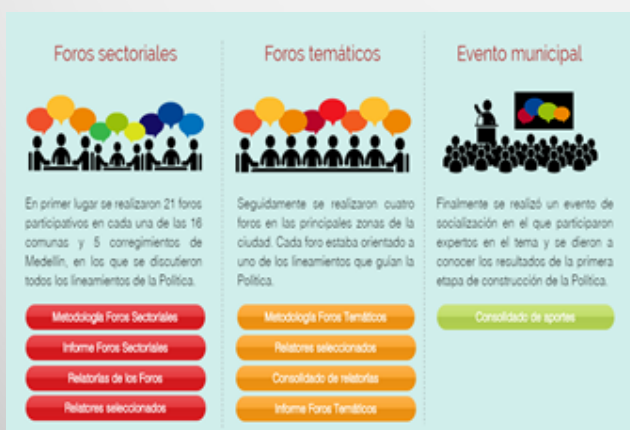 Foros sectoriales
En primer lugar se realizaron 21 foros
participativos en cada una de las 16
comunas y 5 corregimientos de
Medellín, en los que se discutieron
todos los lineamientos de la Política.
Metodología Foros Sectoriales
Informe Foros Sectoriales
Relatorías de los Foros
Relatores seleccionados
Foros temáticos
Seguidamente se realizaron cuatro
foros en las principales zonas de la
ciudad. Cada foro estaba orientado a
uno de los lineamientos que guían la
Política.
Metodología Foros Temáticos
Relatores seleccionados
Consolidado de relatorías
Informe Foros Temáticos
Evento municipal
Finalmente se realizó un evento de
socialización en el que participaron
expertos en el tema y se dieron a
conocer los resultados de la primera
etapa de construcción de la Política.
Consolidado de aportes